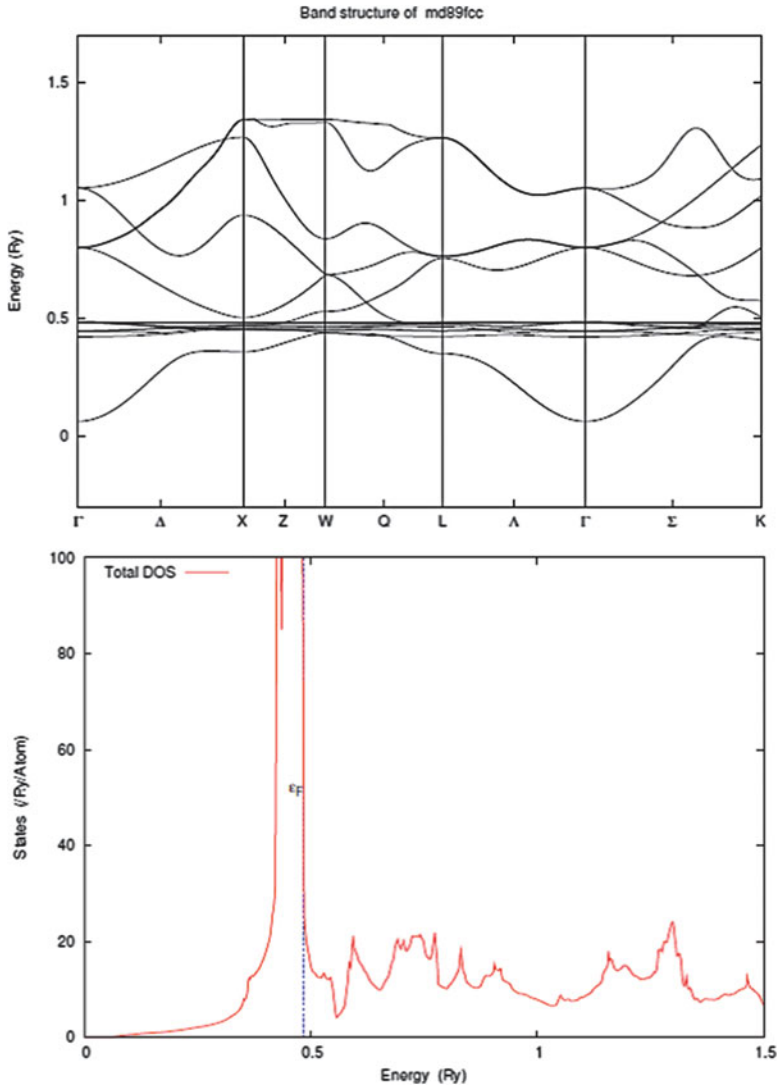 Band structure of md89fcc
Energy (Ry)
1.5
1
0.5
0
Γ Δ X Z W Q L Λ Γ Σ K
States (/Ry/Atom)
100
80
60
40
20
0
Total DOS
εF
0 0.5 1 1.5
Energy (Ry)